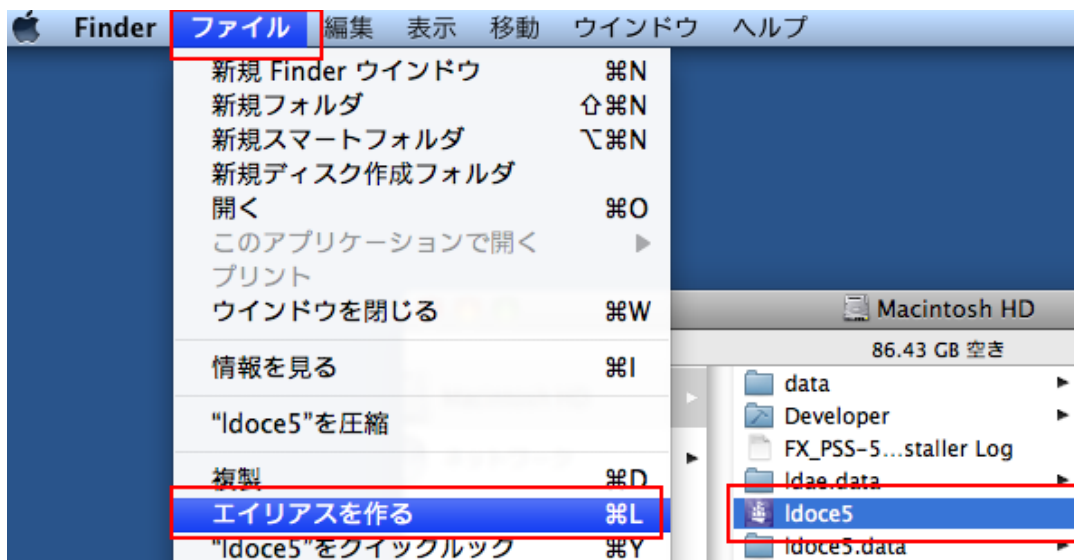 Finder ファイル 編集 表示 移動 ウインドウ ヘルプ
新規 Finder ウインドウ ⌘N
新規フォルダ ⇧⌘N
新規スマートフォルダ ⌥⌘N
新規ディスク作成フォルダ
開く ⌘O
このアプリケーションで開く ▶
プリント
ウインドウを閉じる ⌘W
情報を見る ⌘I
“ldoce5”を圧縮
複製 ⌘D
エイリアスを作る ⌘L
“ldoce5”をクイックルック ⌘Y
Macintosh HD
86.43 GB 空き
data
Developer
FX_PSS-5...staller Log
ldae.data
ldoce5
ldoce5.data